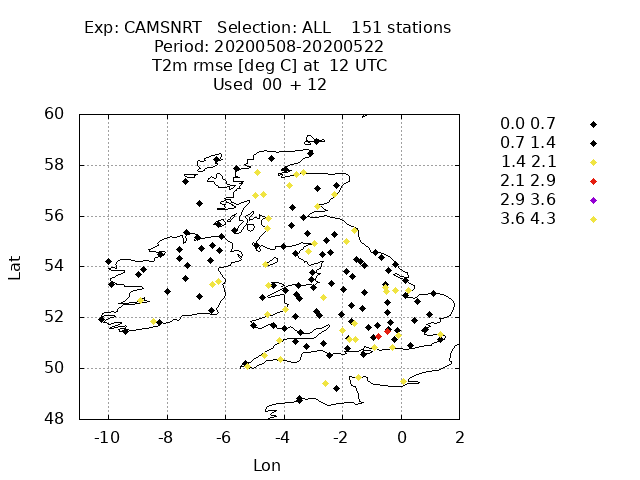 Exp: CAMSNRT   Selection: ALL    151 stations
Period: 20200508-20200522
T2m rmse [deg C] at  12 UTC
Used  00 + 12
60
58
56
54
52
50
48
Lat
-10 -8 -6 -4 -2 0 2
Lon
0.0 0.7
0.7 1.4
1.4 2.1
2.1 2.9
2.9 3.6
3.6 4.3